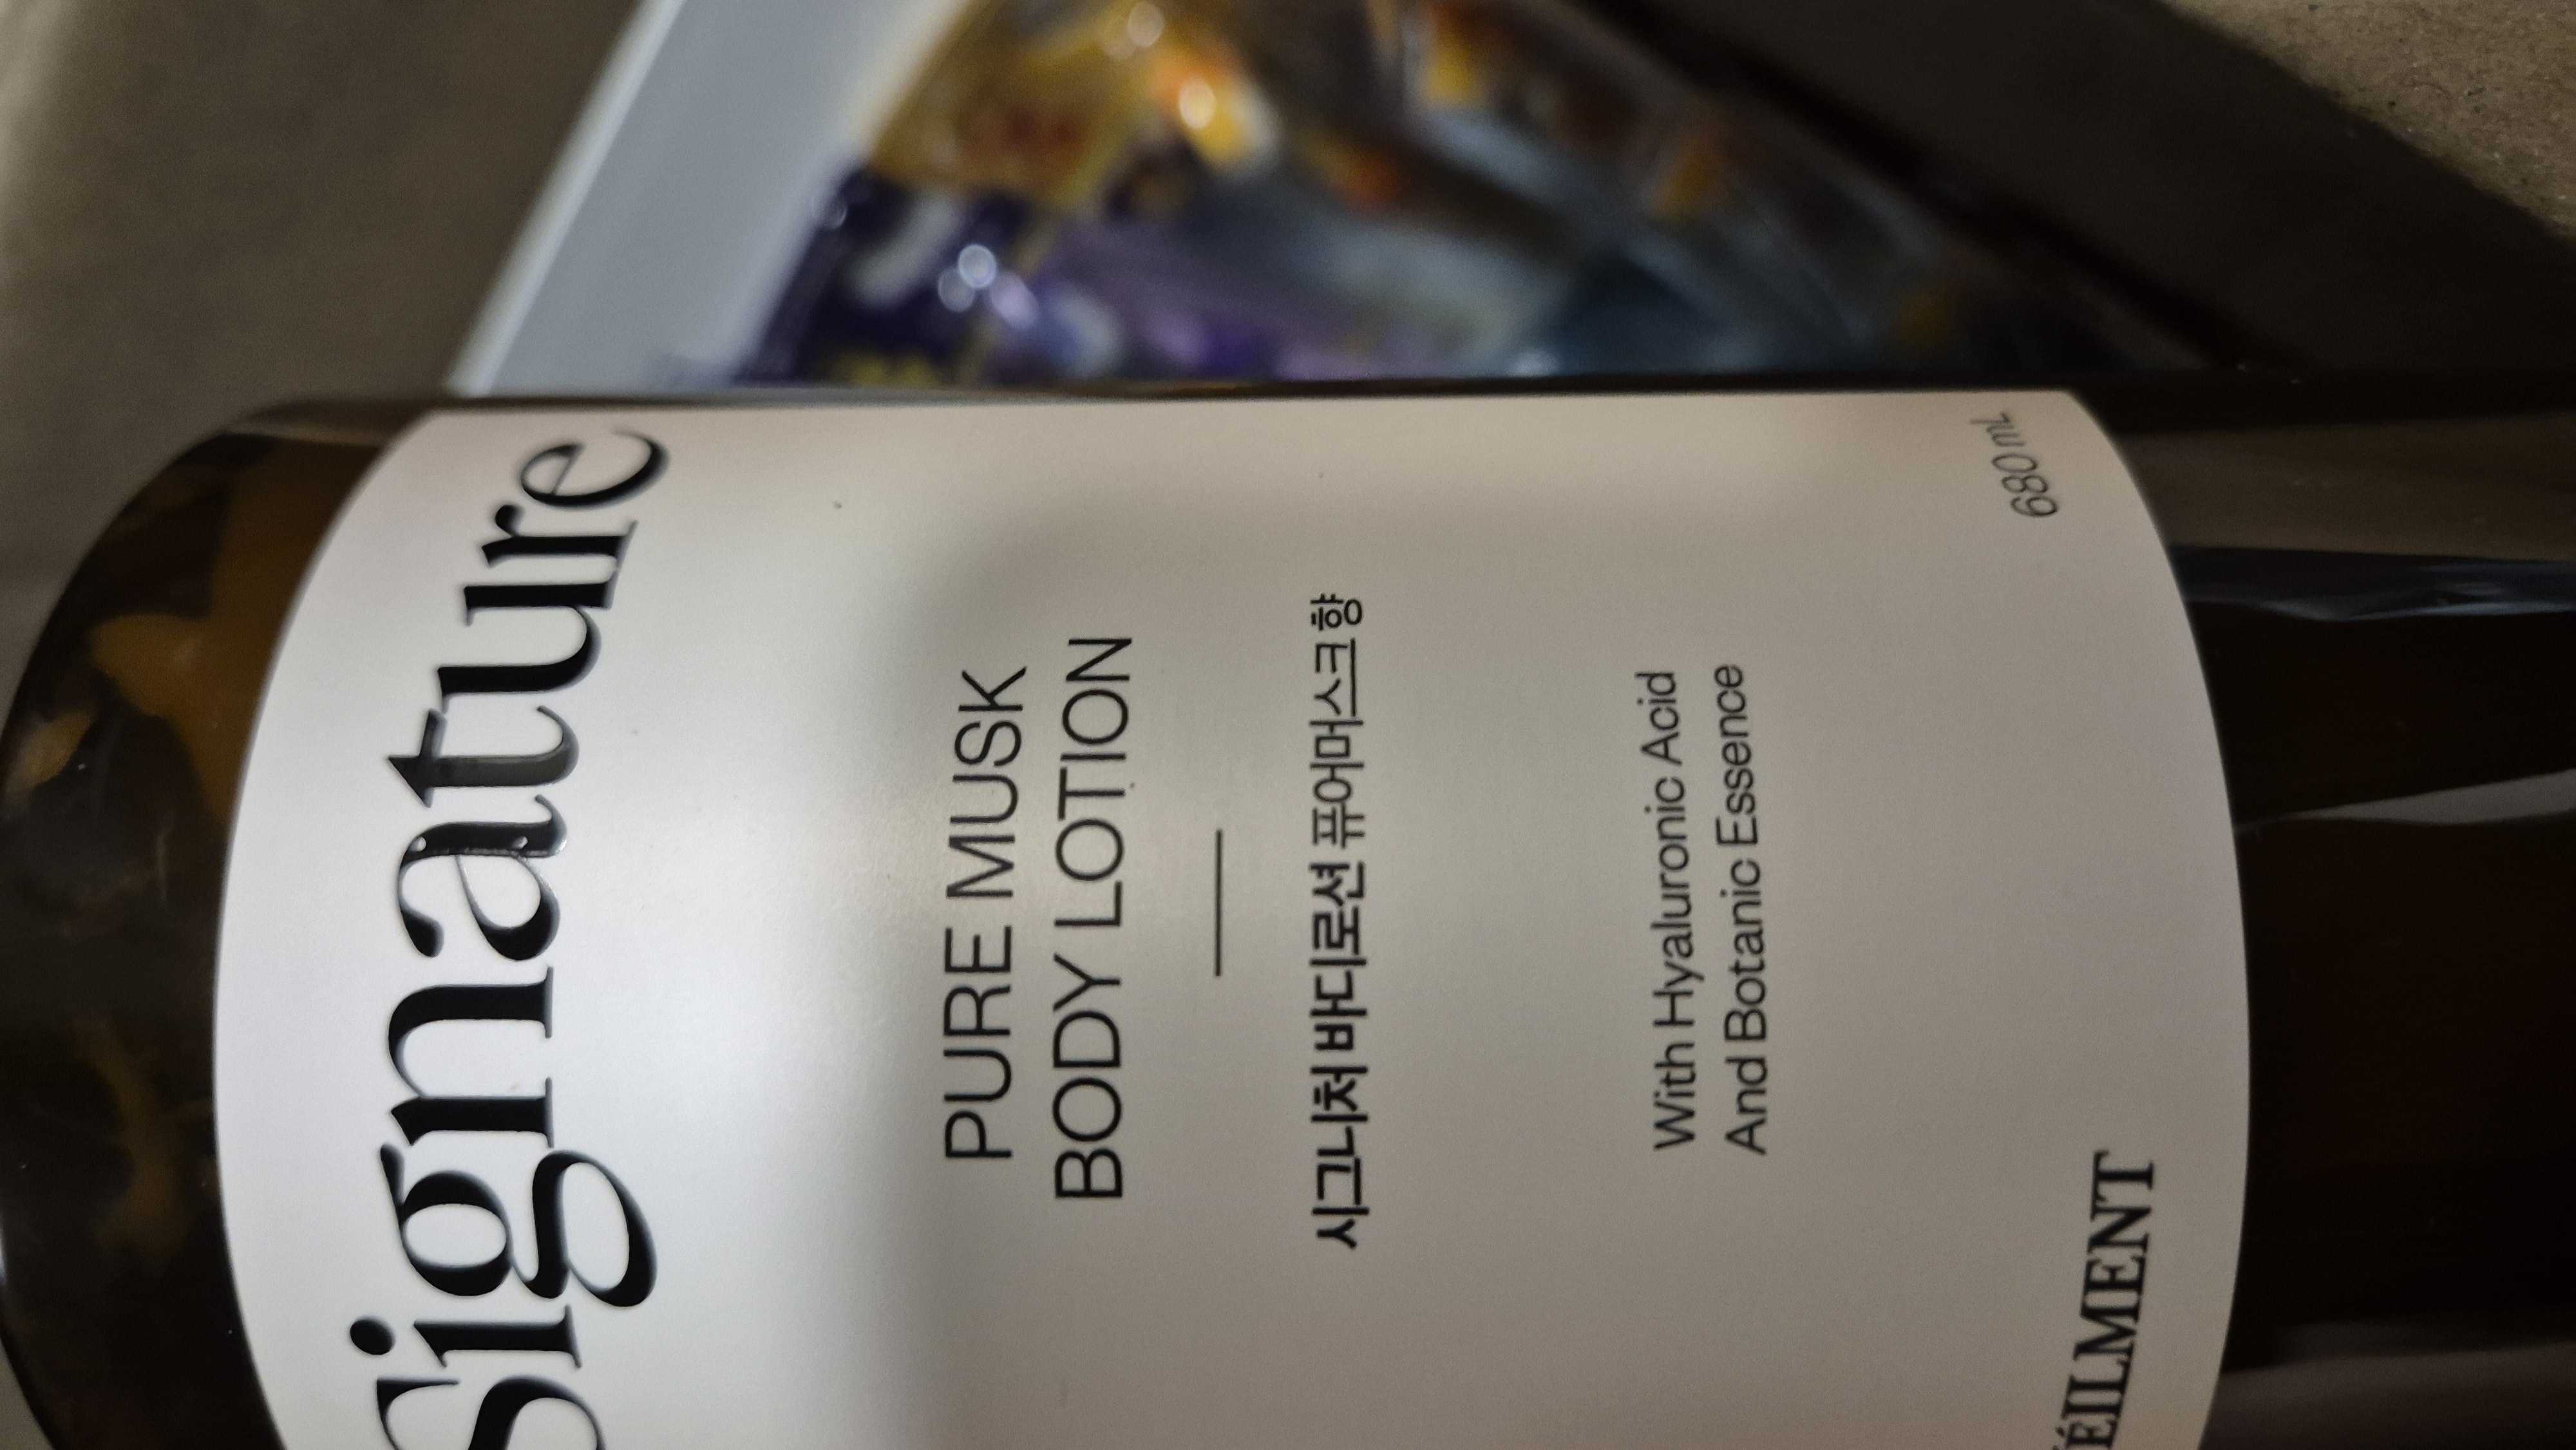 Signature
PURE MUSK
BODY LOTION
시그니처 바디로션 퓨어머스크 향
With Hyaluronic Acid
And Botanic Essence
ÉILMENT
680 mL